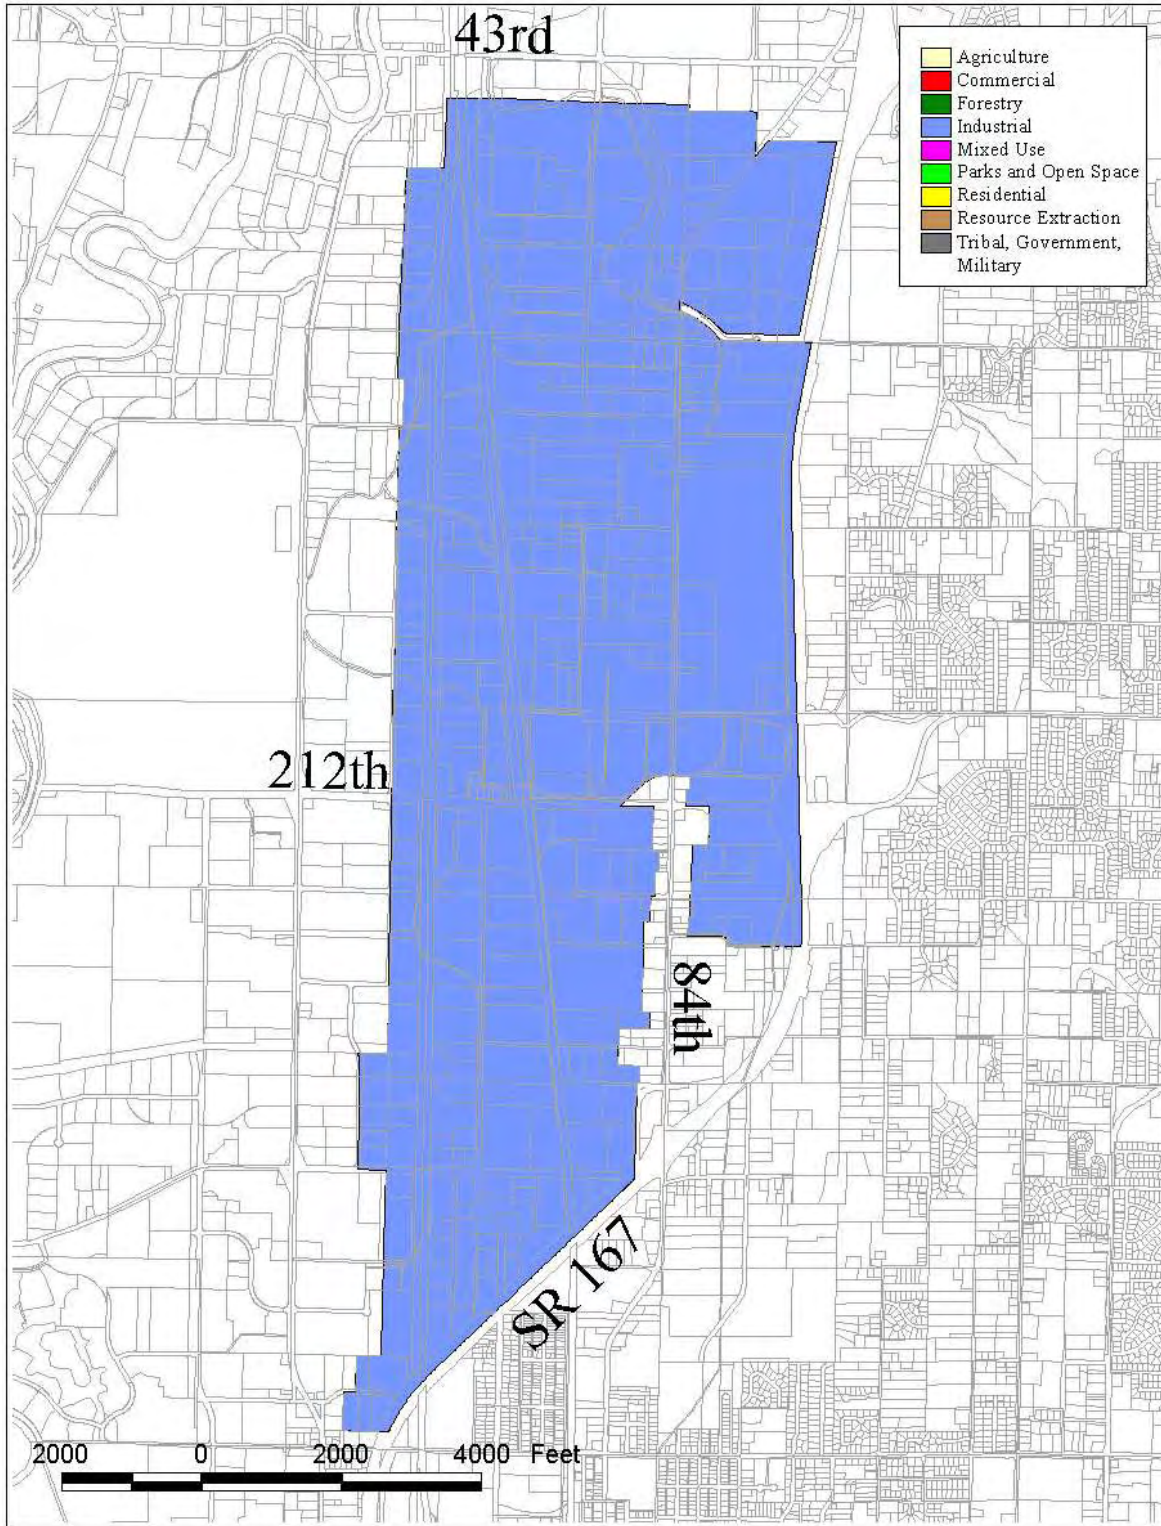 43rd
Agriculture
Commercial
Forestry
Industrial
Mixed Use
Parks and Open Space
Residential
Resource Extraction
Tribal, Government,
Military
212th
84th
SR 167
2000 0 2000 4000 Feet